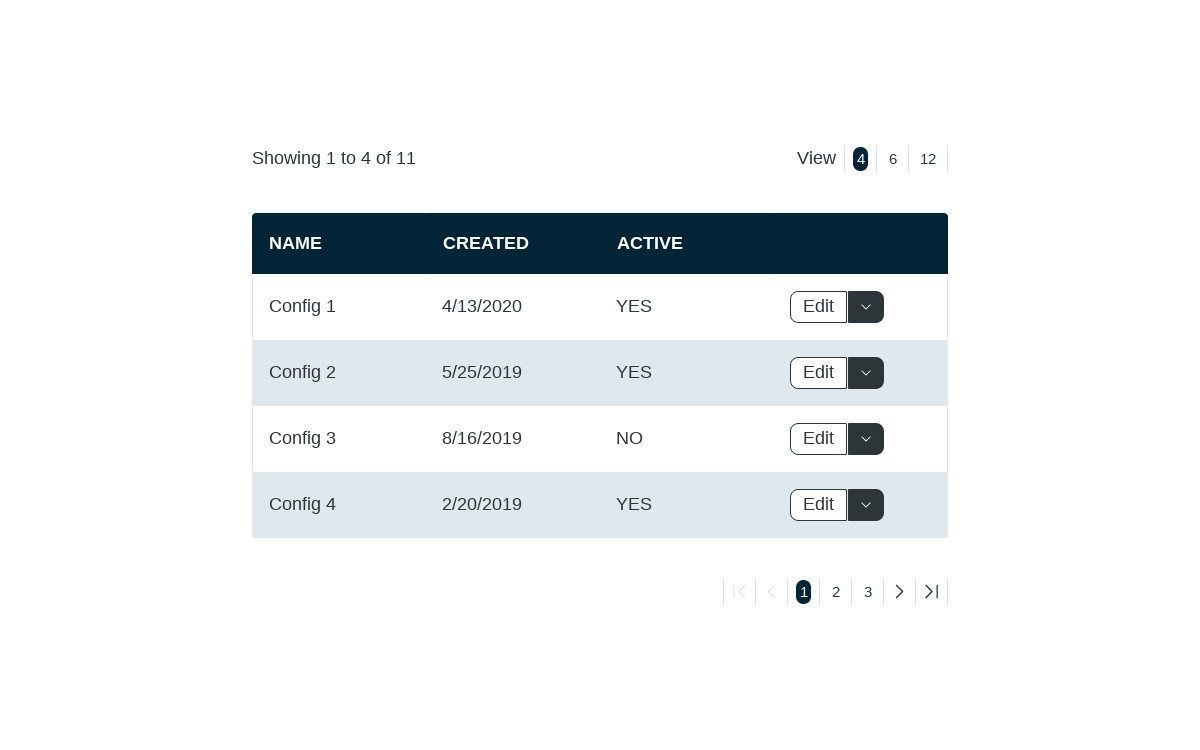 Showing 1 to 4 of 11 View 4 6 12
NAME CREATED ACTIVE
Config 1 4/13/2020 YES Edit
Config 2 5/25/2019 YES Edit
Config 3 8/16/2019 NO Edit
Config 4 2/20/2019 YES Edit
1 2 3